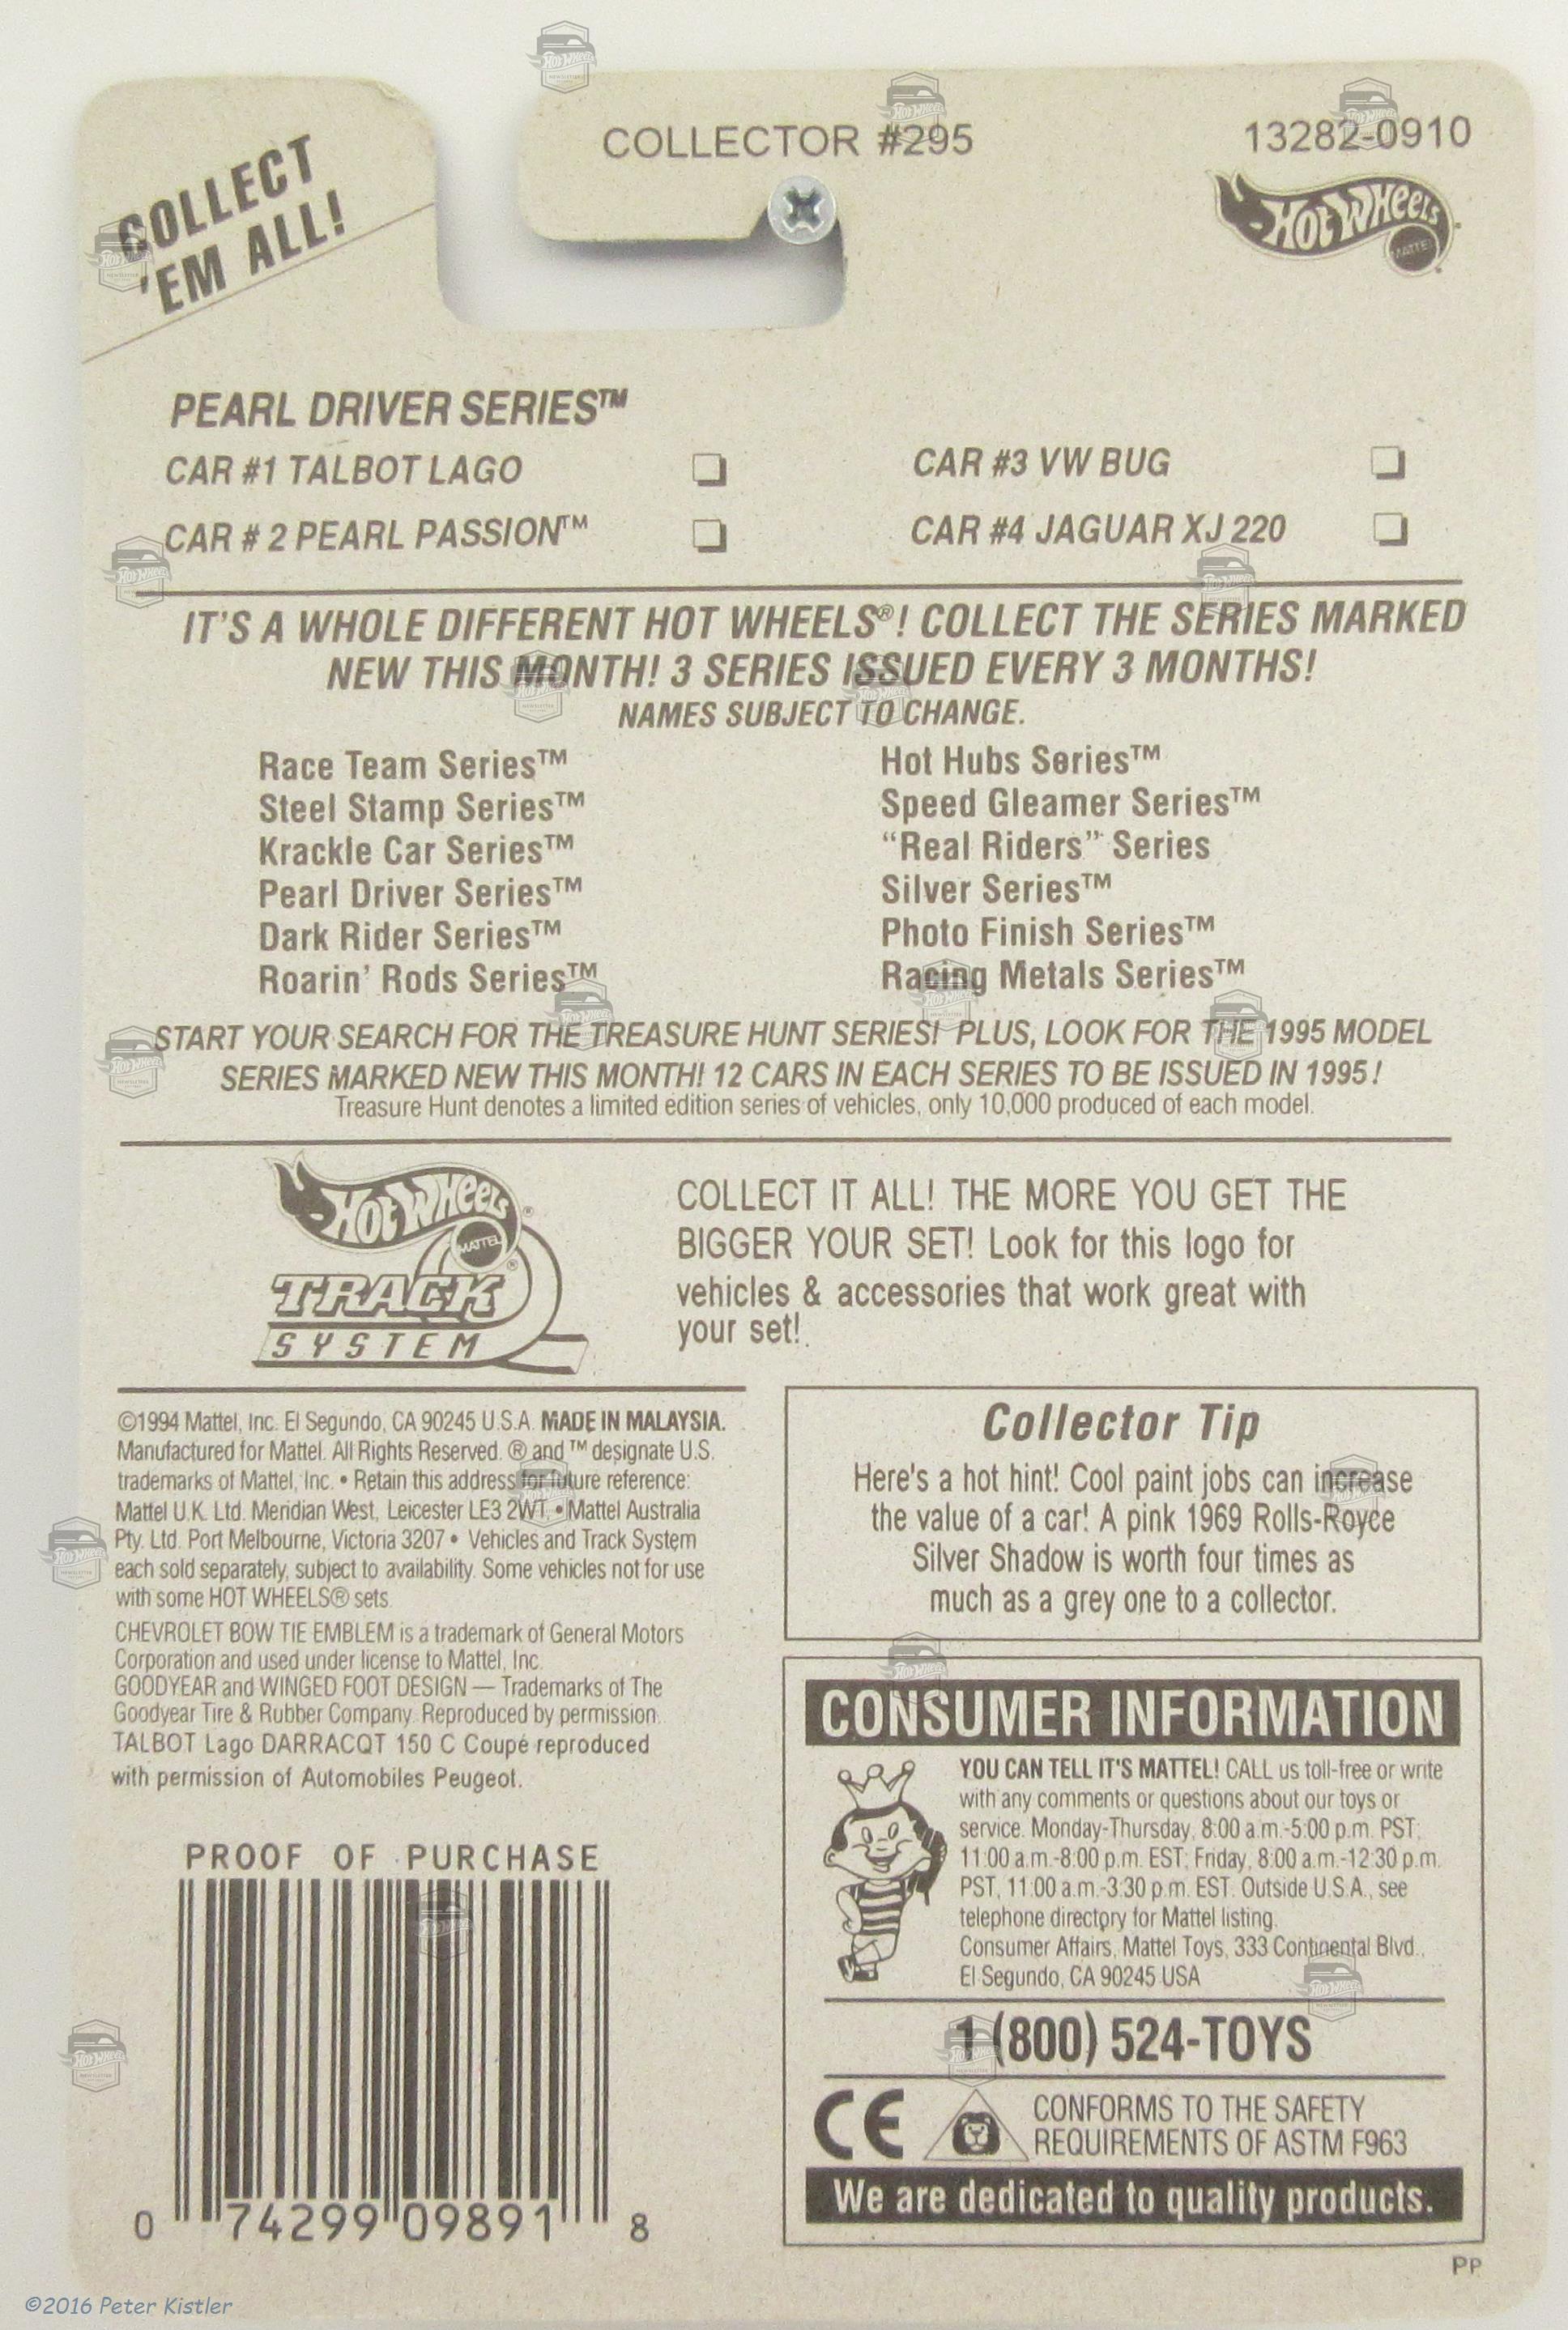 COLLECT
'EM ALL!
COLLECTOR #295
13282-0910
HOT WHEELS
MATTEL
PEARL DRIVER SERIES™
CAR #1 TALBOT LAGO
CAR # 2 PEARL PASSION™
CAR #3 VW BUG
CAR #4 JAGUAR XJ 220
IT'S A WHOLE DIFFERENT HOT WHEELS®! COLLECT THE SERIES MARKED
NEW THIS MONTH! 3 SERIES ISSUED EVERY 3 MONTHS!
NAMES SUBJECT TO CHANGE.
Race Team Series™
Steel Stamp Series™
Krackle Car Series™
Pearl Driver Series™
Dark Rider Series™
Roarin' Rods Series™
Hot Hubs Series™
Speed Gleamer Series™
“Real Riders” Series
Silver Series™
Photo Finish Series™
Racing Metals Series™
START YOUR SEARCH FOR THE TREASURE HUNT SERIES! PLUS, LOOK FOR THE 1995 MODEL
SERIES MARKED NEW THIS MONTH! 12 CARS IN EACH SERIES TO BE ISSUED IN 1995!
Treasure Hunt denotes a limited edition series of vehicles, only 10,000 produced of each model.
HOT WHEELS®
MATTEL®
TRACK
SYSTEM
COLLECT IT ALL! THE MORE YOU GET THE
BIGGER YOUR SET! Look for this logo for
vehicles & accessories that work great with
your set!
©1994 Mattel, Inc. El Segundo, CA 90245 U.S.A. MADE IN MALAYSIA.
Manufactured for Mattel. All Rights Reserved. ® and ™ designate U.S.
trademarks of Mattel, Inc. • Retain this address for future reference:
Mattel U.K. Ltd. Meridian West, Leicester LE3 2WT. • Mattel Australia
Pty. Ltd. Port Melbourne, Victoria 3207 • Vehicles and Track System
each sold separately, subject to availability. Some vehicles not for use
with some HOT WHEELS® sets.
CHEVROLET BOW TIE EMBLEM is a trademark of General Motors
Corporation and used under license to Mattel, Inc.
GOODYEAR and WINGED FOOT DESIGN — Trademarks of The
Goodyear Tire & Rubber Company. Reproduced by permission.
TALBOT Lago DARRACQT 150 C Coupé reproduced
with permission of Automobiles Peugeot.
PROOF OF PURCHASE
0 74299 09891 8
Collector Tip
Here's a hot hint! Cool paint jobs can increase
the value of a car! A pink 1969 Rolls-Royce
Silver Shadow is worth four times as
much as a grey one to a collector.
CONSUMER INFORMATION
YOU CAN TELL IT'S MATTEL! CALL us toll-free or write
with any comments or questions about our toys or
service. Monday-Thursday, 8:00 a.m.-5:00 p.m. PST;
11:00 a.m.-8:00 p.m. EST; Friday, 8:00 a.m.-12:30 p.m.
PST, 11:00 a.m.-3:30 p.m. EST. Outside U.S.A., see
telephone directory for Mattel listing.
Consumer Affairs, Mattel Toys, 333 Continental Blvd.,
El Segundo, CA 90245 USA
1 (800) 524-TOYS
CE
CONFORMS TO THE SAFETY
REQUIREMENTS OF ASTM F963
We are dedicated to quality products.
PP
©2016 Peter Kistler